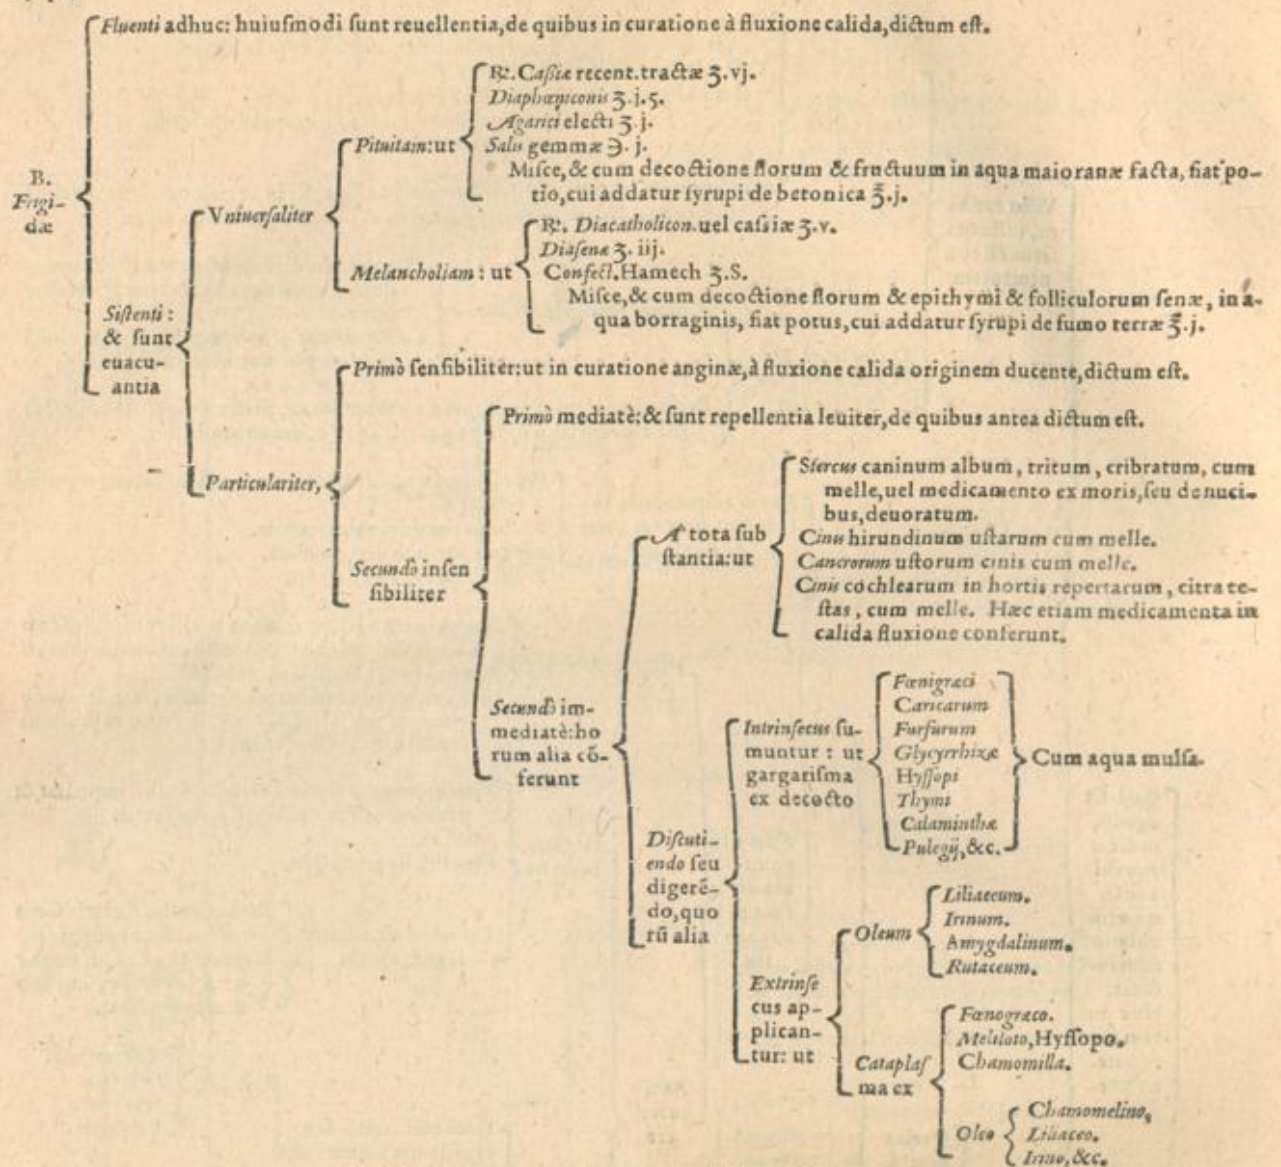 Fluenti adhuc: huiuſmodi ſunt reuellentia, de quibus in curatione à fluxione calida, dictum eſt.
B.
Frigi-
dæ
Siſtenti:
& ſunt
euacu-
antia
Vniuerſaliter
Pituitam: ut
℞. Caſsiæ recent. tractæ ʒ. vj.
Diaphœniconis ʒ. j. s.
Agarici electi ʒ. j.
Salis gemmæ ℈. j.
Miſce, & cum decoctione florum & fructuum in aqua maioranæ facta, fiat po-
tio, cui addatur ſyrupi de betonica ℥. j.
Melancholiam: ut
℞. Diacatholicon. uel caſsiæ ʒ. v.
Diaſenæ ʒ. iij.
Confect. Hamech ʒ. S.
Miſce, & cum decoctione florum & epithymi & folliculorum ſenæ, in a-
qua borraginis, fiat potus, cui addatur ſyrupi de fumo terræ ℥. j.
Particulariter,
Primò ſenſibiliter: ut in curatione anginæ, à fluxione calida originem ducente, dictum eſt.
Secundò inſen
ſibiliter
Primò mediatè: & ſunt repellentia leuiter, de quibus antea dictum eſt.
Secundò im-
mediatè: ho
rum alia cō-
ferunt
A tota ſub
ſtantia: ut
Stercus caninum album, tritum, cribratum, cum
melle, uel medicamento ex moris, ſeu de nuci-
bus, deuoratum.
Cinis hirundinum uſtarum cum melle.
Cancrorum uſtorum cinis cum melle.
Cinis cochlearum in hortis repertarum, citra te-
ſtas, cum melle. Hæc etiam medicamenta in
calida fluxione conferunt.
Diſcuti-
endo ſeu
digerē-
do, quo
rū alia
Intrinſecus ſu-
muntur: ut
gargariſma
ex decocto
Fœnigræci
Caricarum
Furfurum
Glycyrrhizæ
Hyſſopi
Thymi
Calaminthæ
Pulegij, &c.
Cum aqua mulſa.
Extrinſe
cus ap-
plican-
tur: ut
Oleum
Liliaceum.
Irinum.
Amygdalinum.
Rutaceum.
Cataplaſ
ma ex
Fœnogræco.
Meliloto, Hyſſopo.
Chamomilla.
Oleo
Chamomelino,
Liliaceo.
Irino, &c.